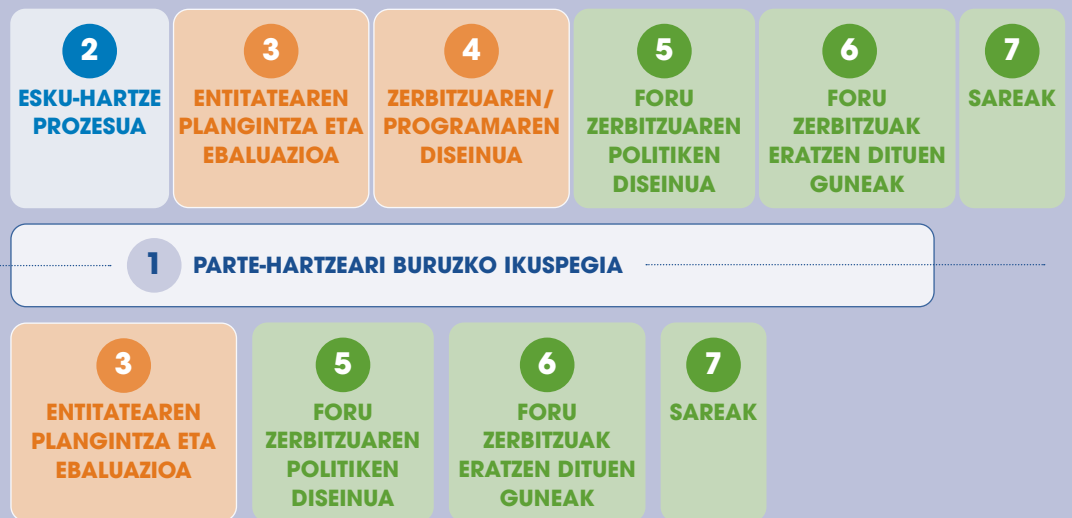 2
ESKU-HARTZE
PROZESUA
3
ENTITATEAREN
PLANGINTZA ETA
EBALUAZIOA
4
ZERBITZUAREN/
PROGRAMAREN
DISEINUA
5
FORU
ZERBITZUAREN
POLITIKEN
DISEINUA
6
FORU
ZERBITZUAK
ERATZEN DITUEN
GUNEAK
7
SAREAK
1 PARTE-HARTZEARI BURUZKO IKUSPEGIA
3
ENTITATEAREN
PLANGINTZA ETA
EBALUAZIOA
5
FORU
ZERBITZUAREN
POLITIKEN
DISEINUA
6
FORU
ZERBITZUAK
ERATZEN DITUEN
GUNEAK
7
SAREAK